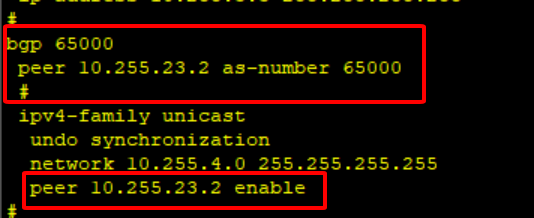 #
bgp 65000
peer 10.255.23.2 as-number 65000
#
ipv4-family unicast
undo synchronization
network 10.255.4.0 255.255.255.255
peer 10.255.23.2 enable
#